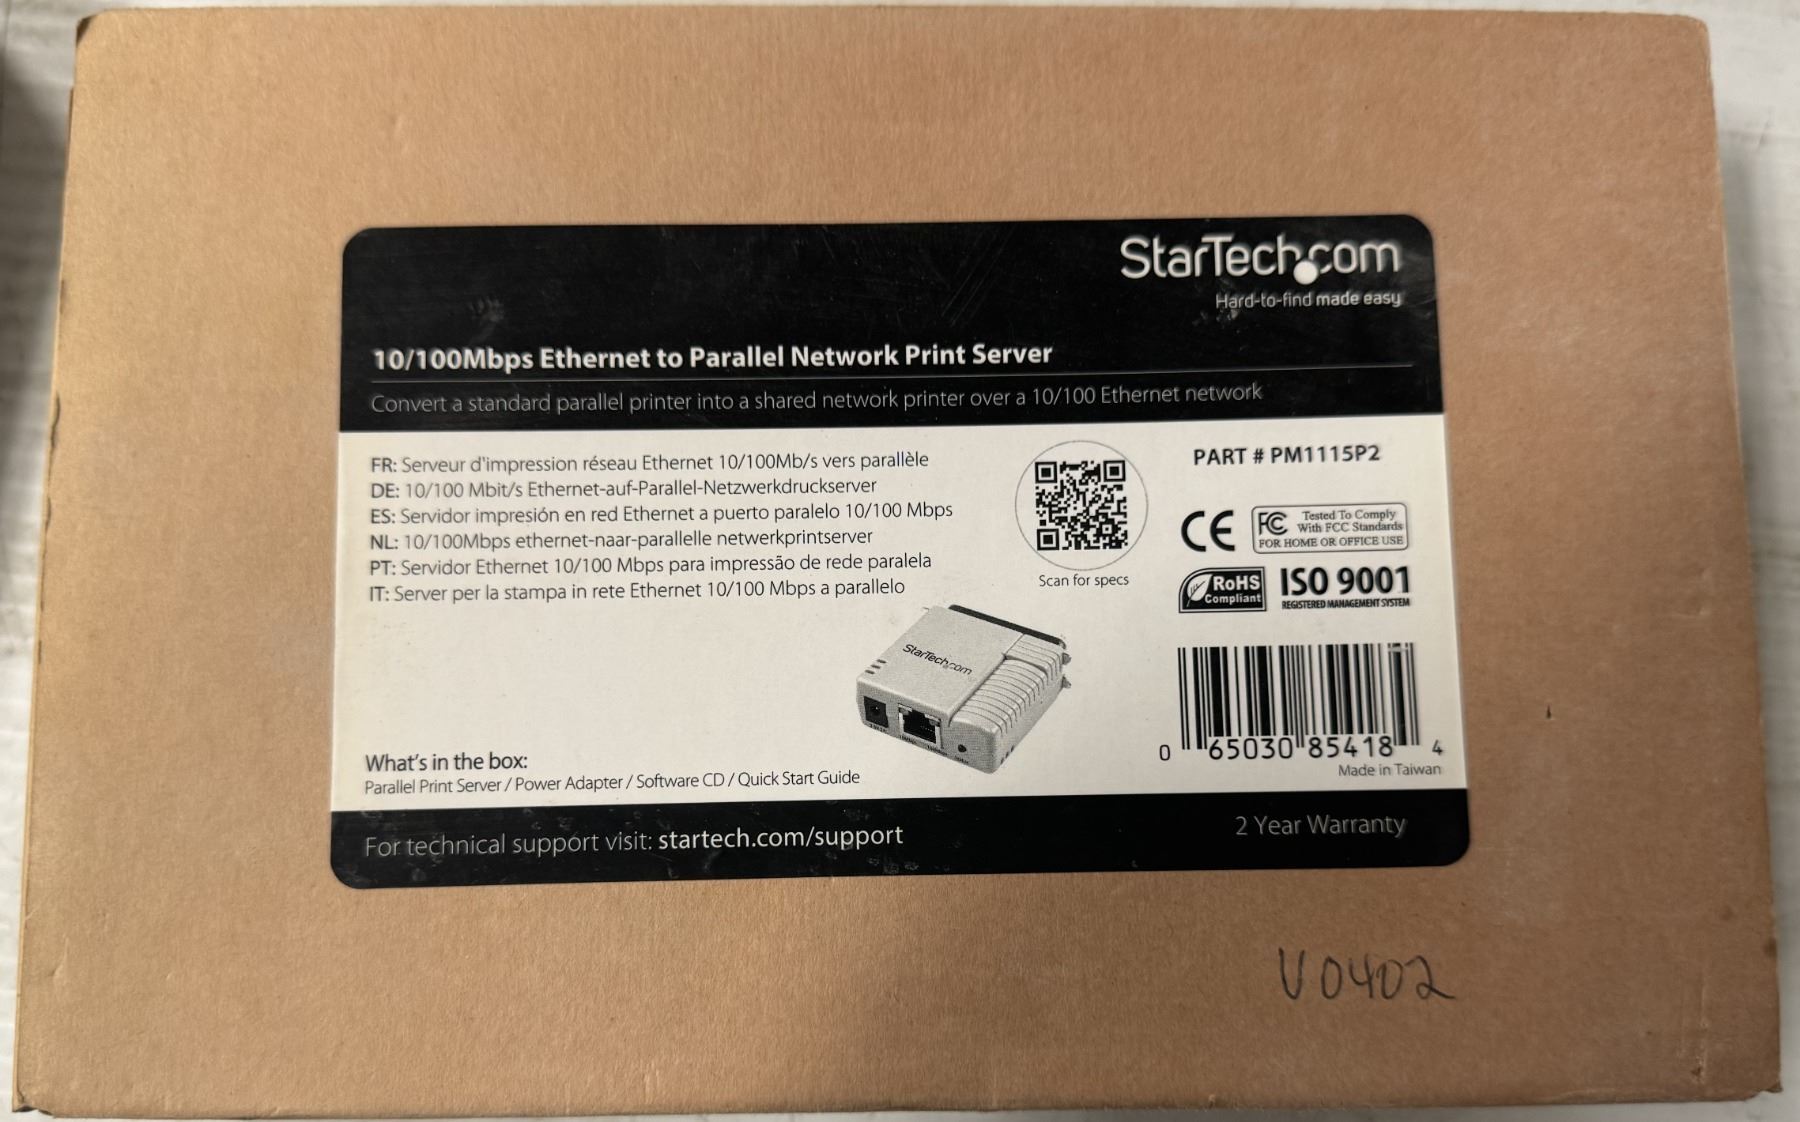 StarTech.com
Hard-to-find made easy
10/100Mbps Ethernet to Parallel Network Print Server
Convert a standard parallel printer into a shared network printer over a 10/100 Ethernet network
FR: Serveur d'impression réseau Ethernet 10/100Mb/s vers parallèle
DE: 10/100 Mbit/s Ethernet-auf-Parallel-Netzwerkdruckserver
ES: Servidor impresión en red Ethernet a puerto paralelo 10/100 Mbps
NL: 10/100Mbps ethernet-naar-parallelle netwerkprintserver
PT: Servidor Ethernet 10/100 Mbps para impressão de rede paralela
IT: Server per la stampa in rete Ethernet 10/100 Mbps a parallelo
Scan for specs
PART # PM1115P2
CE
FC Tested To Comply
With FCC Standards
FOR HOME OR OFFICE USE
RoHS
Compliant
ISO 9001
REGISTERED MANAGEMENT SYSTEM
StarTech.com
0 65030 85418 4
Made in Taiwan
What's in the box:
Parallel Print Server / Power Adapter / Software CD / Quick Start Guide
For technical support visit: startech.com/support
2 Year Warranty
V0402